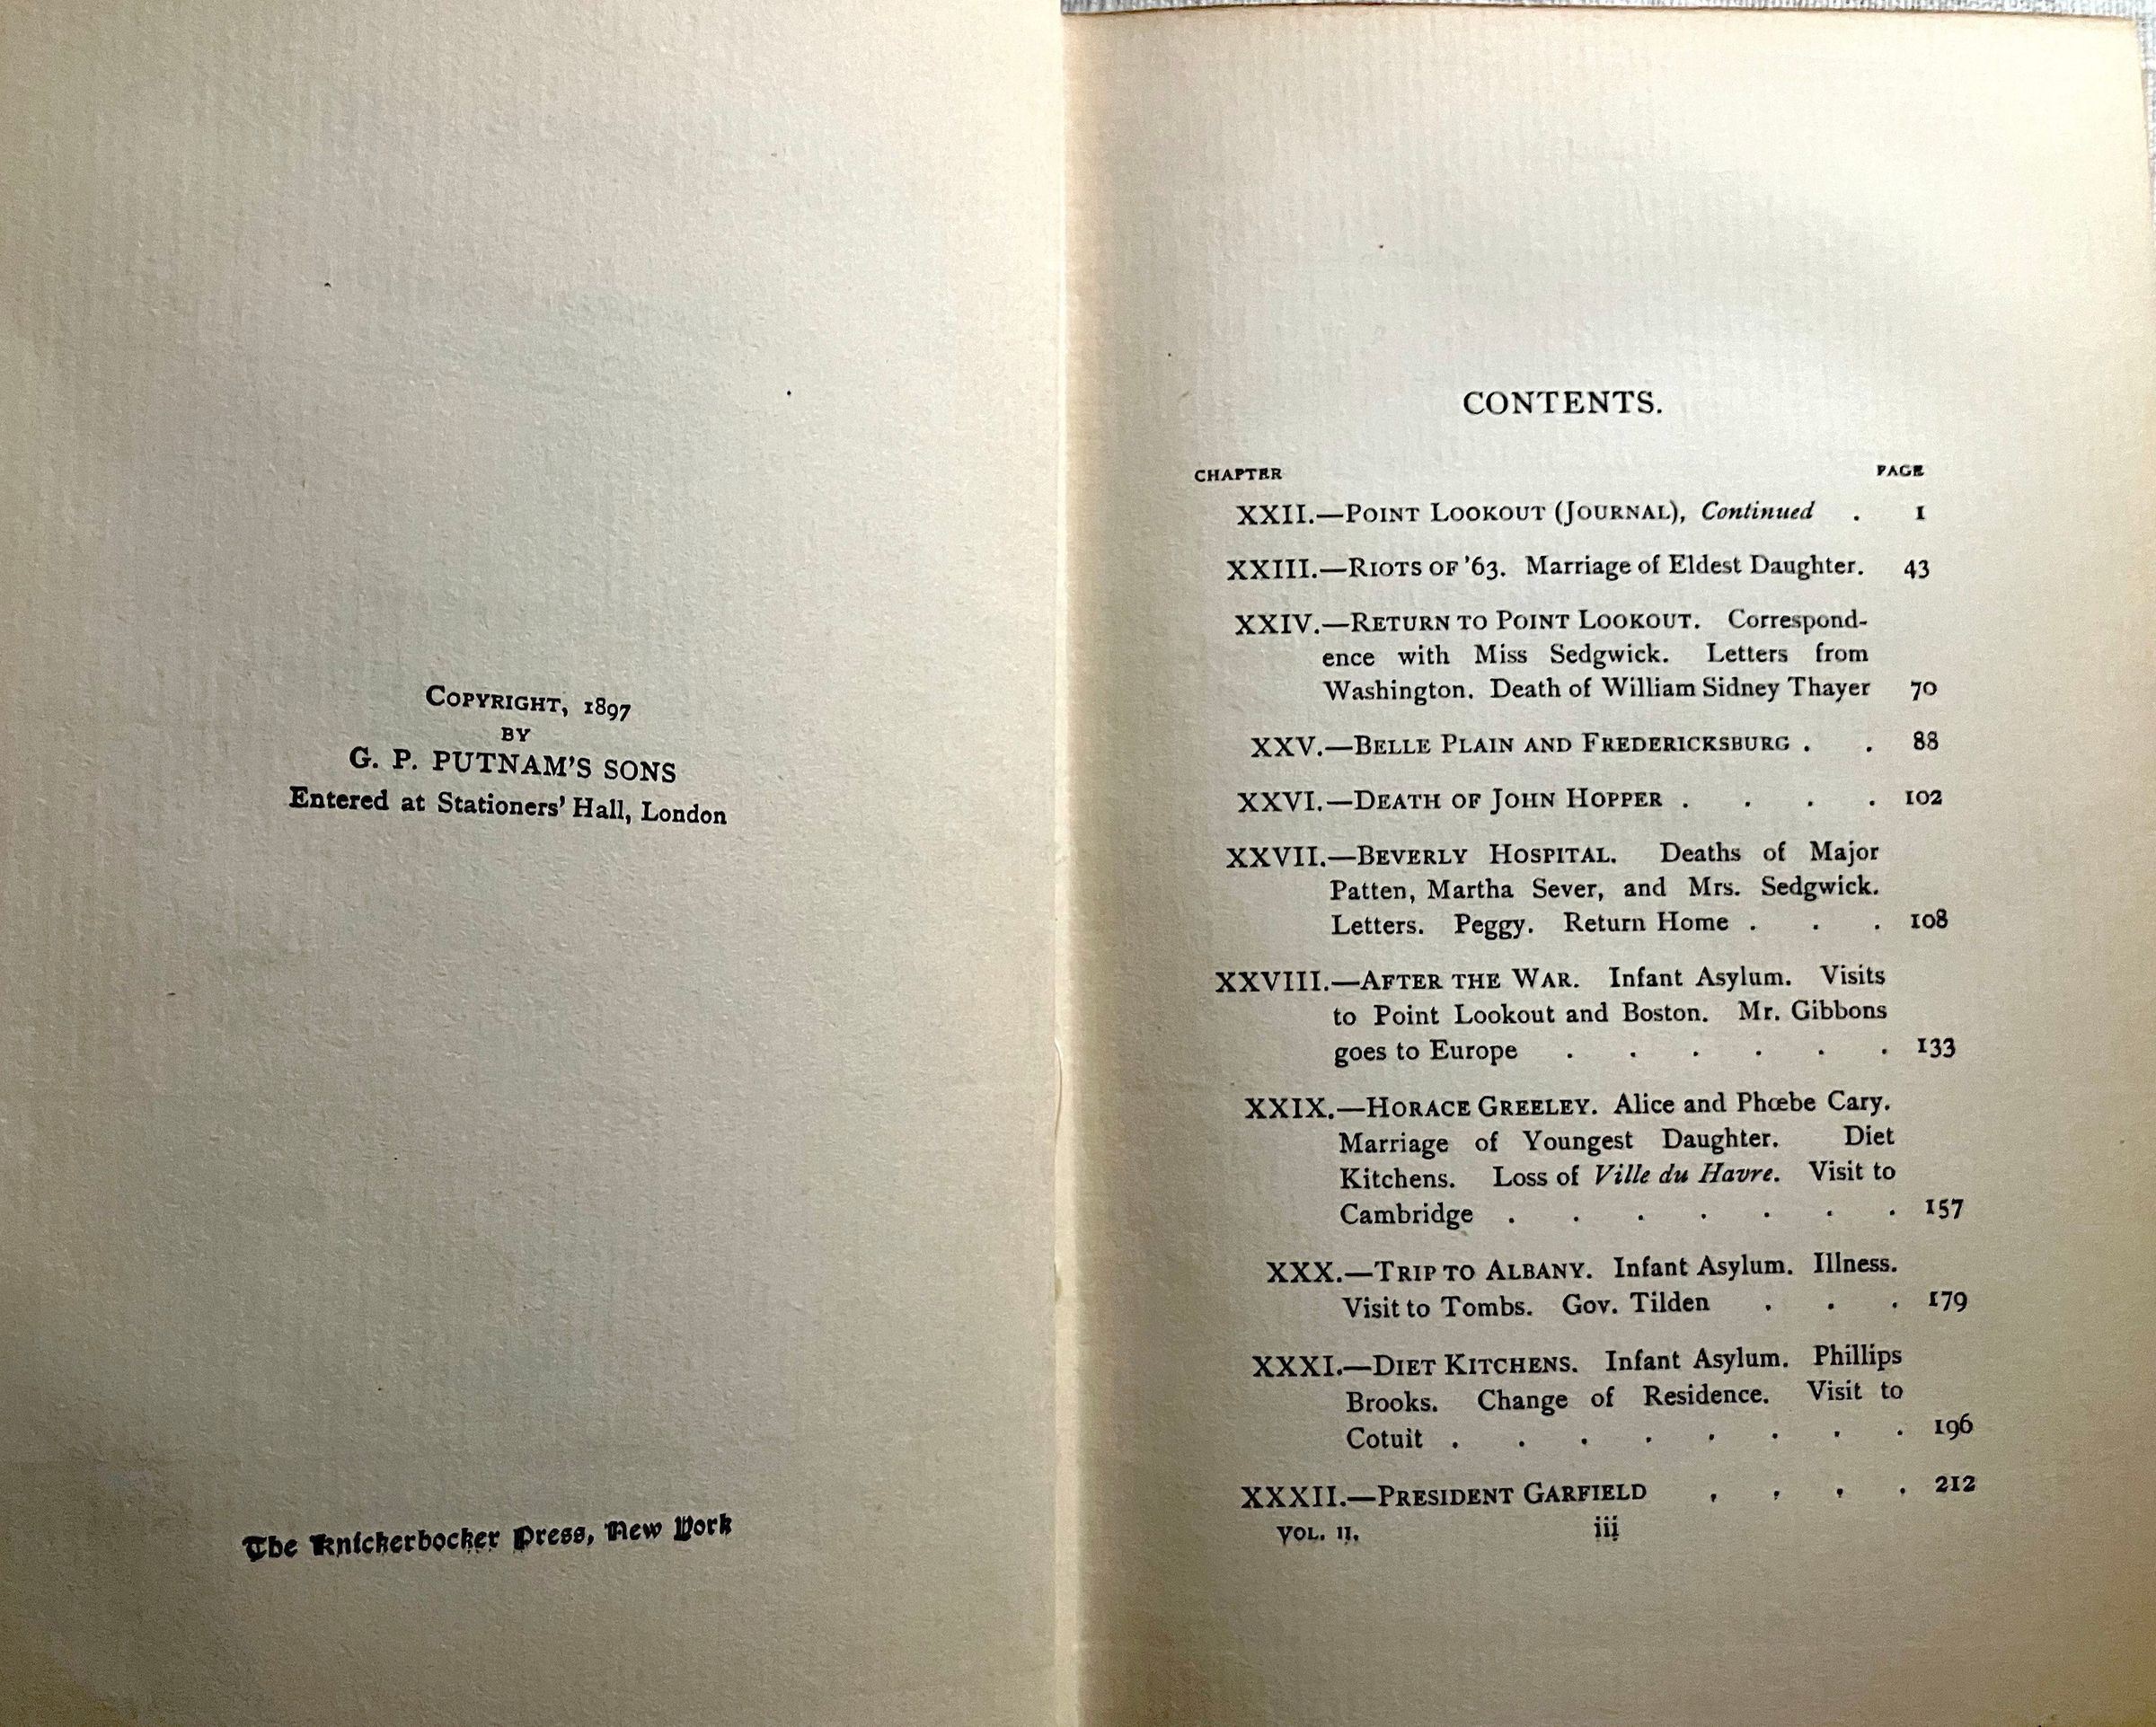 COPYRIGHT, 1897
BY
G. P. PUTNAM'S SONS
Entered at Stationers' Hall, London
The Knickerbocker Press, New York
CONTENTS.
CHAPTER PAGE
XXII.—POINT LOOKOUT (JOURNAL), Continued . 1
XXIII.—RIOTS OF '63. Marriage of Eldest Daughter. 43
XXIV.—RETURN TO POINT LOOKOUT. Correspond-
ence with Miss Sedgwick. Letters from
Washington. Death of William Sidney Thayer 70
XXV.—BELLE PLAIN AND FREDERICKSBURG . . 88
XXVI.—DEATH OF JOHN HOPPER . . . . 102
XXVII.—BEVERLY HOSPITAL. Deaths of Major
Patten, Martha Sever, and Mrs. Sedgwick.
Letters. Peggy. Return Home . . . 108
XXVIII.—AFTER THE WAR. Infant Asylum. Visits
to Point Lookout and Boston. Mr. Gibbons
goes to Europe . . . . . . 133
XXIX.—HORACE GREELEY. Alice and Phœbe Cary.
Marriage of Youngest Daughter. Diet
Kitchens. Loss of Ville du Havre. Visit to
Cambridge . . . . . . . 157
XXX.—TRIP TO ALBANY. Infant Asylum. Illness.
Visit to Tombs. Gov. Tilden . . . 179
XXXI.—DIET KITCHENS. Infant Asylum. Phillips
Brooks. Change of Residence. Visit to
Cotuit . . . . . . . . 196
XXXII.—PRESIDENT GARFIELD . . . . 212
VOL. II. iii